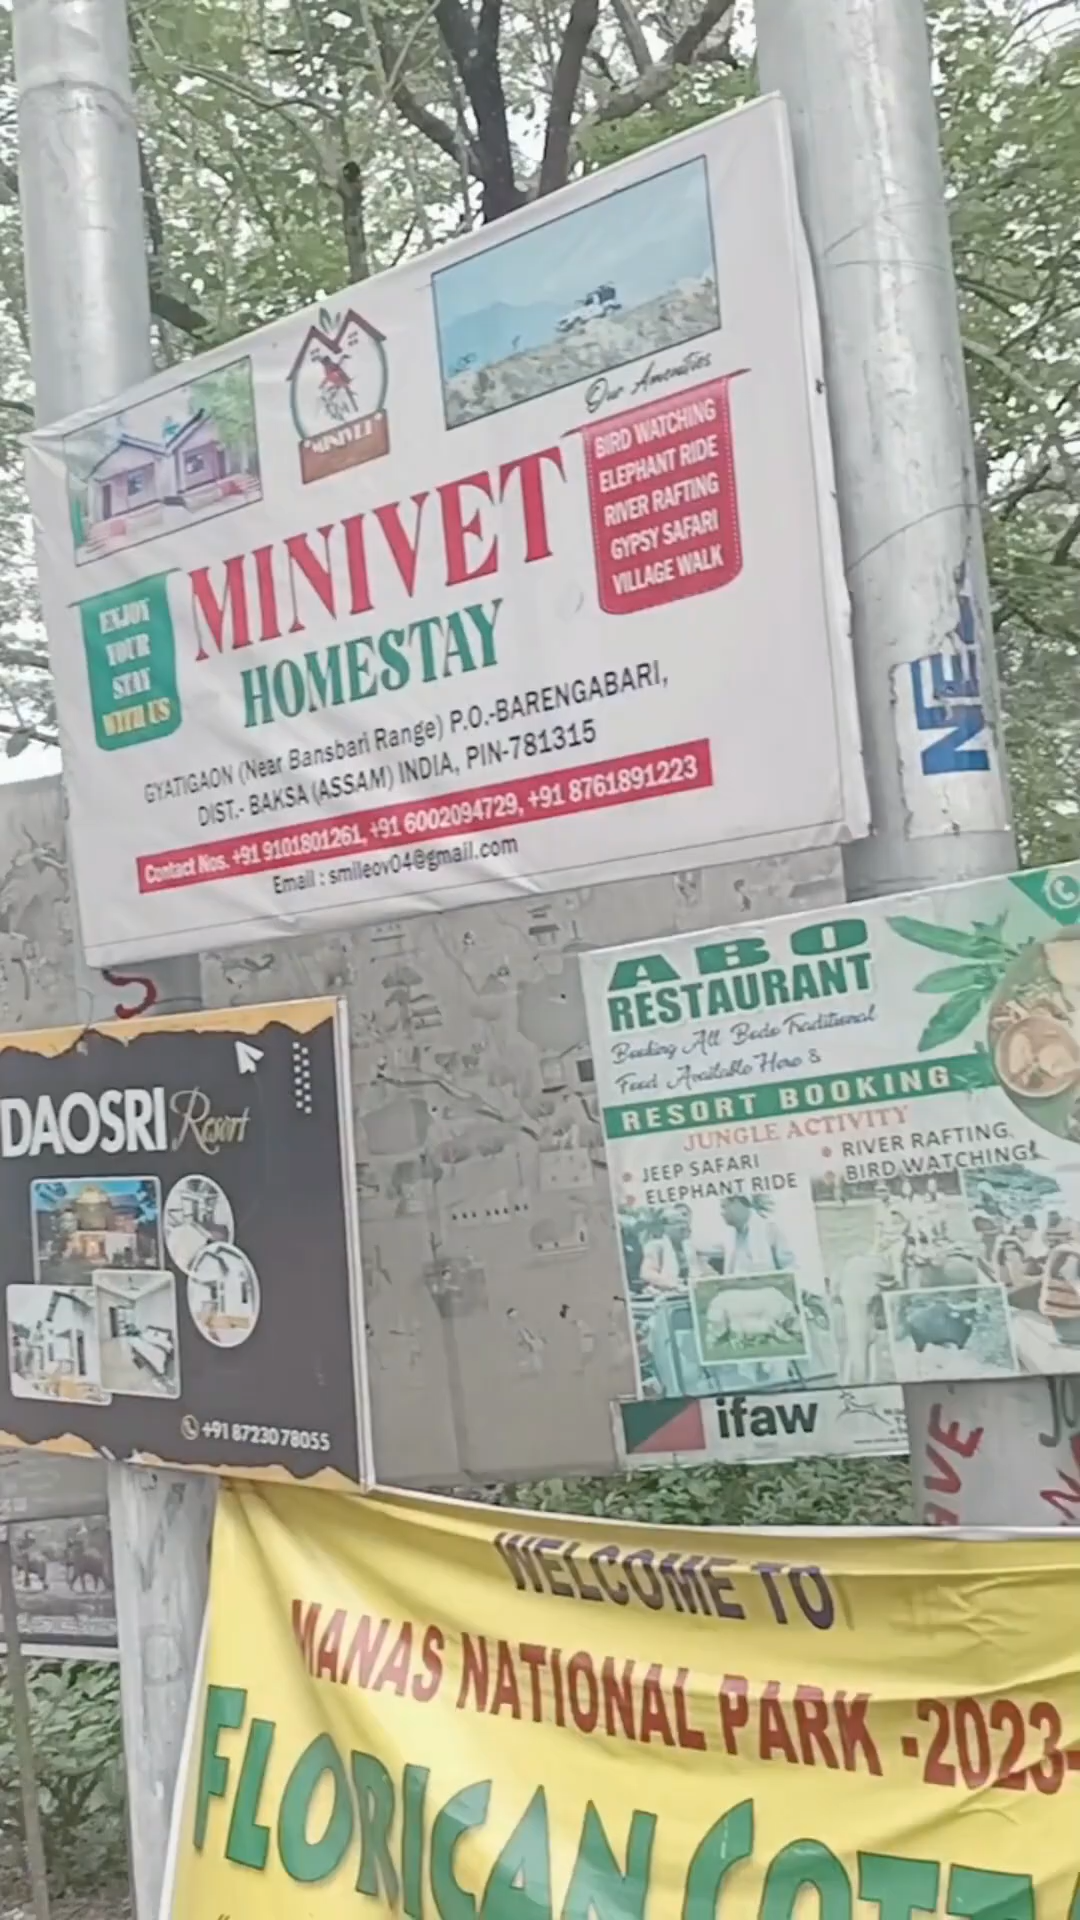 "MINIVET"
Our Amenities
BIRD WATCHING
ELEPHANT RIDE
RIVER RAFTING
GYPSY SAFARI
VILLAGE WALK
MINIVET
HOMESTAY
ENJOY
YOUR
STAY
WITH US
GYATIGAON (Near Bansbari Range) P.O.-BARENGABARI,
DIST.- BAKSA (ASSAM) INDIA, PIN-781315
Contact Nos. +91 9101801261, +91 6002094729, +91 8761891223
Email : smileov04@gmail.com
ABO
RESTAURANT
Booking All Bodo Traditional
Food Available Here &
RESORT BOOKING
JUNGLE ACTIVITY
JEEP SAFARI
ELEPHANT RIDE
RIVER RAFTING
BIRD WATCHING
DAOSRI Resort
+91 87230 78055
ifaw
WELCOME TO
MANAS NATIONAL PARK -2023-
FLORICAN